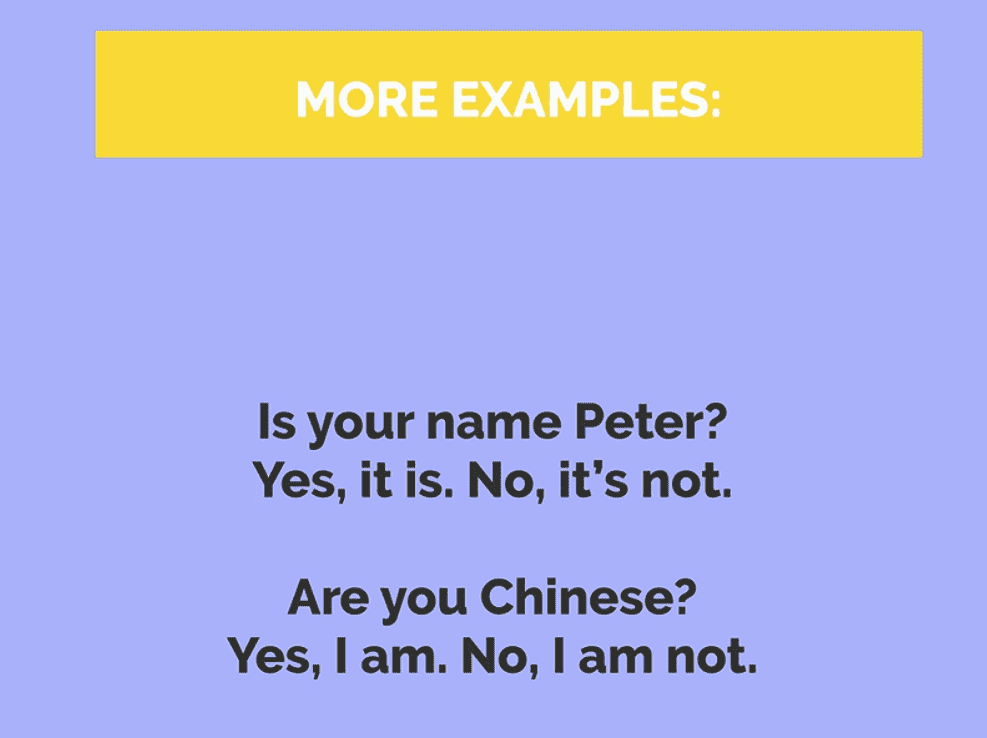 MORE EXAMPLES:
Is your name Peter?
Yes, it is. No, it’s not.
Are you Chinese?
Yes, I am. No, I am not.